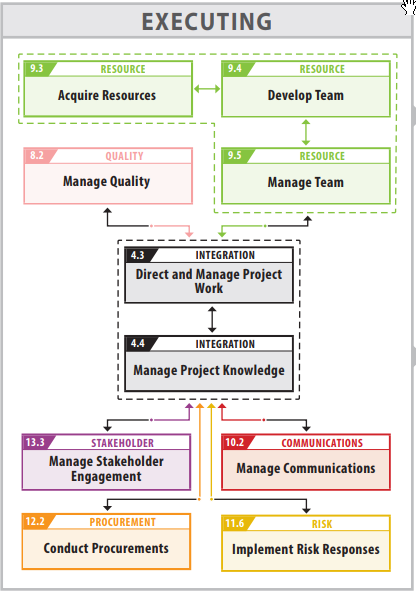 EXECUTING
9.3 RESOURCE
Acquire Resources
9.4 RESOURCE
Develop Team
8.2 QUALITY
Manage Quality
9.5 RESOURCE
Manage Team
4.3 INTEGRATION
Direct and Manage Project
Work
4.4 INTEGRATION
Manage Project Knowledge
13.3 STAKEHOLDER
Manage Stakeholder
Engagement
10.2 COMMUNICATIONS
Manage Communications
12.2 PROCUREMENT
Conduct Procurements
11.6 RISK
Implement Risk Responses